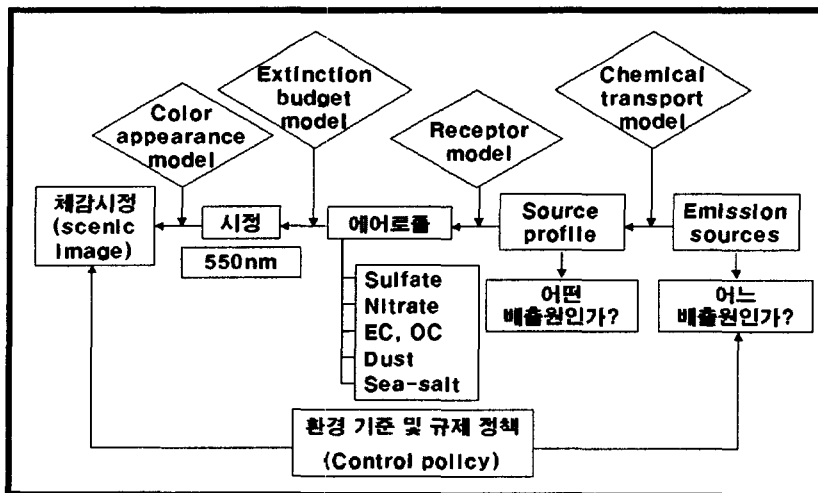 Extinction
budget
model
Chemical
transport
model
Color
appearance
model
Receptor
model
체감시정
(scenic
image)
시정
에어로졸
Source
profile
Emission
sources
550nm
Sulfate
Nitrate
EC, OC
Dust
Sea-salt
어떤
배출원인가?
어느
배출원인가?
환경 기준 및 규제 정책
(Control policy)